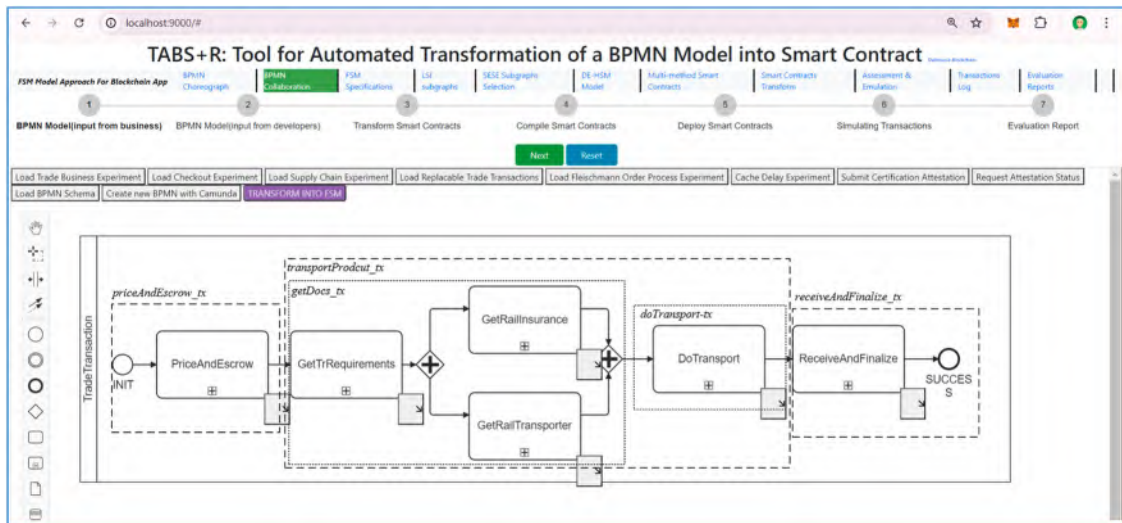 localhost:9000/#
TABS+R: Tool for Automated Transformation of a BPMN Model into Smart Contract
FSM Model Approach For Blockchain App
BPMN Choreograph
BPMN Collaboration
FSM Specifications
LSI subgraphs
SESE Subgraphs Selection
DE-HSM Model
Multi-method Smart Contracts
Smart Contracts Transform
Assessment & Emulation
Transactions Log
Evaluation Reports
1 2 3 4 5 6 7
BPMN Model(input from business) BPMN Model(input from developers) Transform Smart Contracts Compile Smart Contracts Deploy Smart Contracts Simulating Transactions Evaluation Report
Next Reset
Load Trade Business Experiment Load Checkout Experiment Load Supply Chain Experiment Load Replacable Trade Transactions Load Fleischmann Order Process Experiment Cache Delay Experiment Submit Certification Attestation Request Attestation Status
Load BPMN Schema Create new BPMN with Camunda TRANSFORM INTO FSM
TradeTransaction
transportProdcut_tx
priceAndEscrow_tx
getDocs_tx
receiveAndFinalize_tx
doTransport-tx
GetRailInsurance
PriceAndEscrow
GetTrRequirements
DoTransport
ReceiveAndFinalize
INIT
SUCCES
S
GetRailTransporter